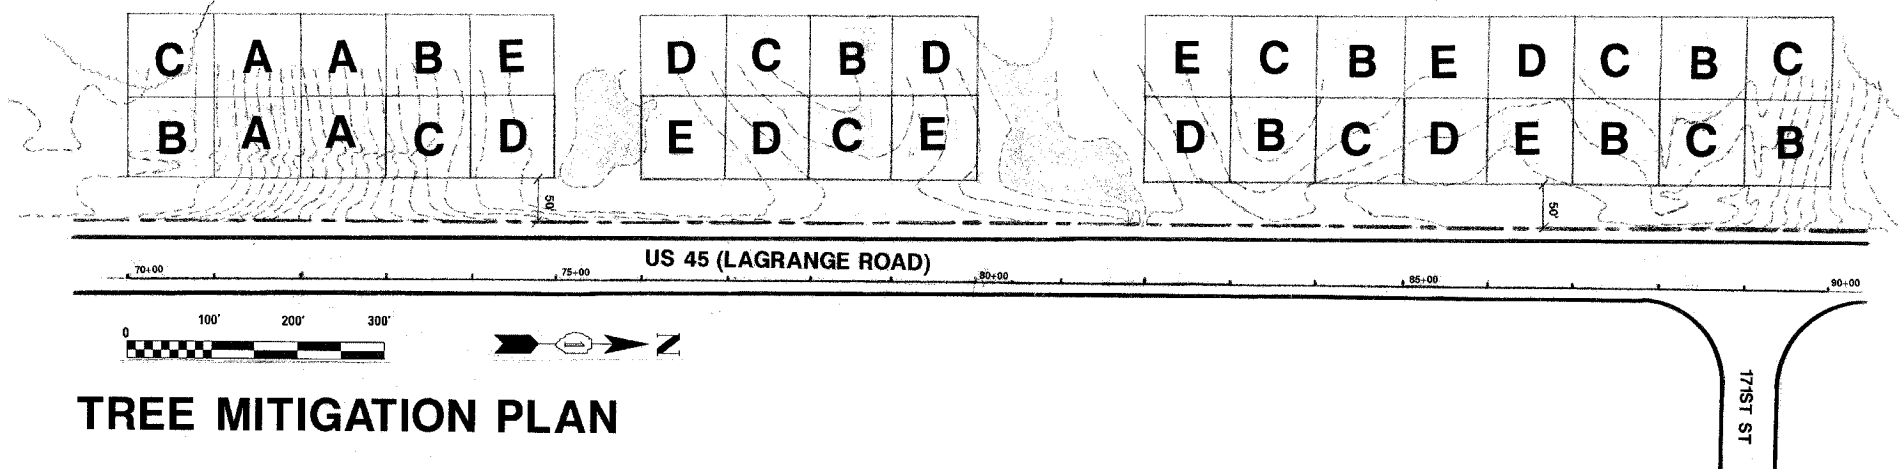 C A A B E D C B D E C B E D C B C
B A A C D E D C E D B C D E B C B
50' 50'
US 45 (LAGRANGE ROAD)
70+00 75+00 80+00 85+00 90+00
0 100' 200' 300'
N
TREE MITIGATION PLAN
171ST ST